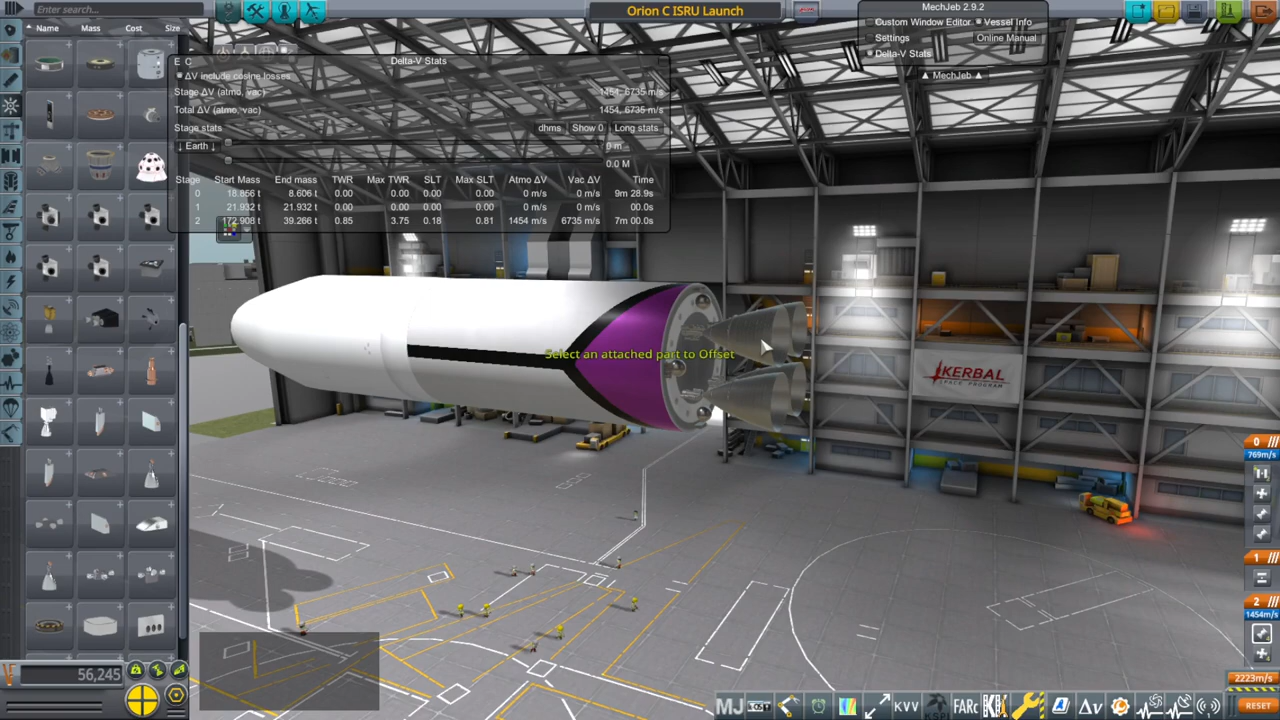 Enter search...
Orion C ISRU Launch
MechJeb 2.9.2
Custom Window Editor Vessel Info
Settings Online Manual
Delta-V Stats
▲ MechJeb ▲
Name Mass Cost Size
E C Delta-V Stats
ΔV include cosine losses
Stage ΔV (atmo, vac) 1454, 6735 m/s
Total ΔV (atmo, vac) 1454, 6735 m/s
Stage stats dhms Show 0 Long stats
↓ Earth ↓ 0 m
0.0 M
Stage Start Mass End mass TWR Max TWR SLT Max SLT Atmo ΔV Vac ΔV Time
0 18.856 t 8.606 t 0.00 0.00 0.00 0.00 0 m/s 0 m/s 9m 28.9s
1 21.932 t 21.932 t 0.00 0.00 0.00 0.00 0 m/s 0 m/s 00.0s
2 172.908 t 39.266 t 0.85 3.75 0.18 0.81 1454 m/s 6735 m/s 7m 00.0s
Select an attached part to Offset
KERBAL
SPACE PROGRAM
0
769m/s
1
2
1454m/s
2223m/s
56,245
MJ KVV KSPI FARc KJR Δv RESET